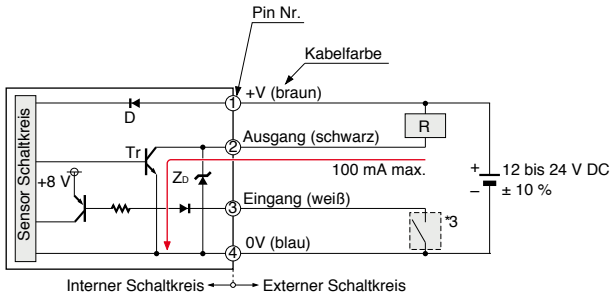 Pin Nr.
Kabelfarbe
1 +V (braun)
D
R
2 Ausgang (schwarz)
Tr
100 mA max.
ZD
+8 V
Sensor Schaltkreis
+ 12 bis 24 V DC
− ± 10 %
3 Eingang (weiß)
*3
4 0V (blau)
Interner Schaltkreis Externer Schaltkreis